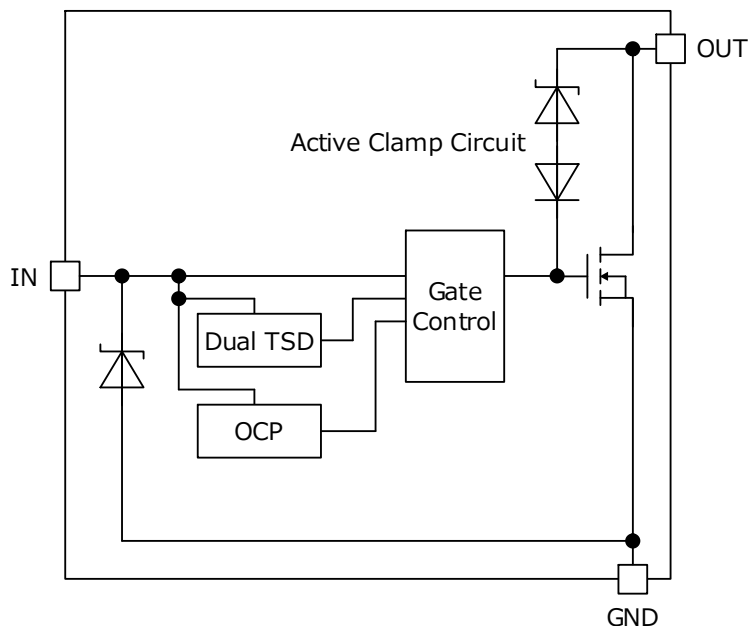 OUT
Active Clamp Circuit
IN
Gate
Control
Dual TSD
OCP
GND